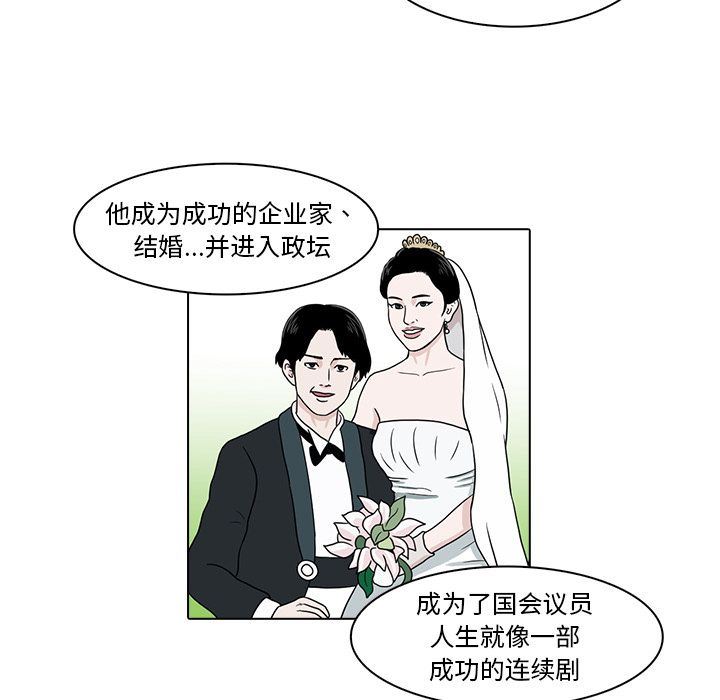 他成为成功的企业家、
结婚...并进入政坛
成为了国会议员
人生就像一部
成功的连续剧